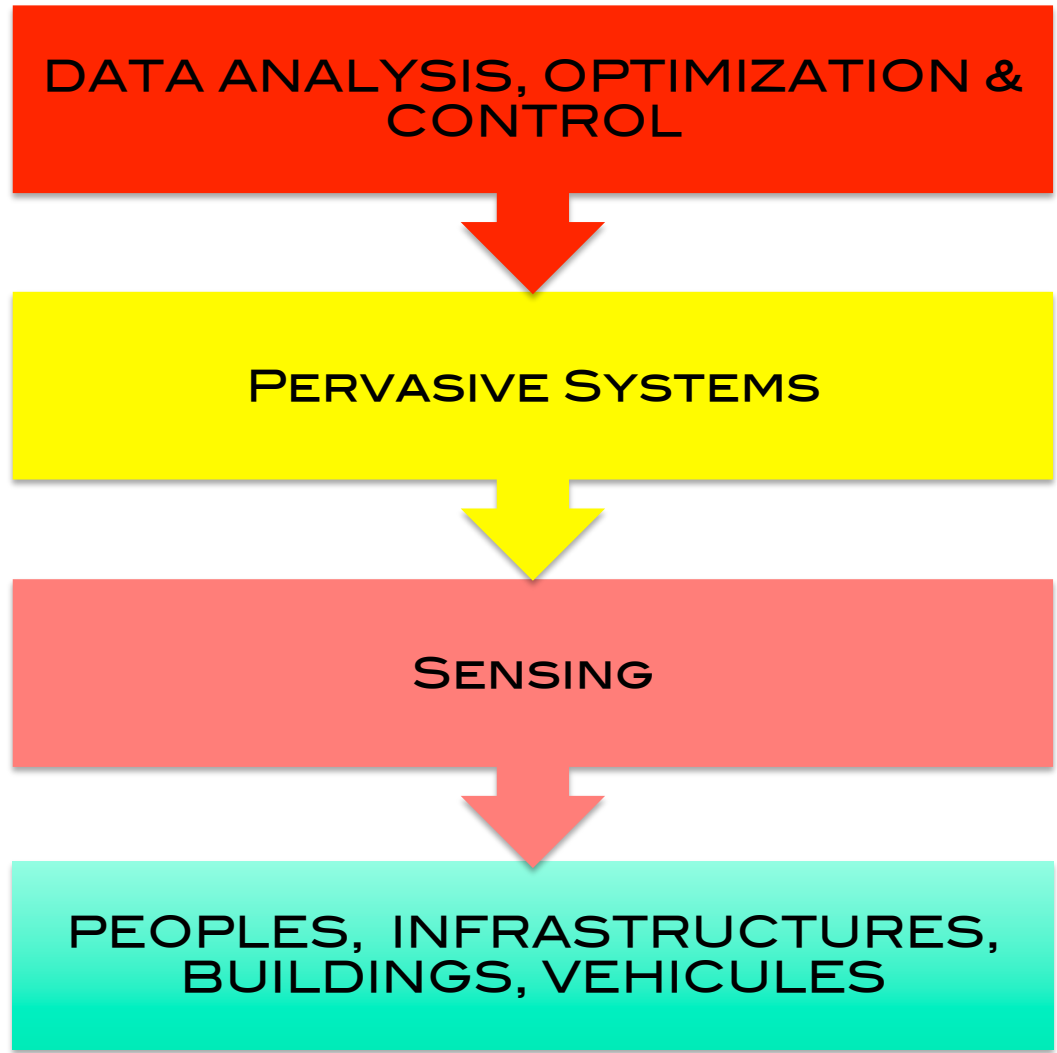 DATA ANALYSIS, OPTIMIZATION &
CONTROL
PERVASIVE SYSTEMS
SENSING
PEOPLES, INFRASTRUCTURES,
BUILDINGS, VEHICULES